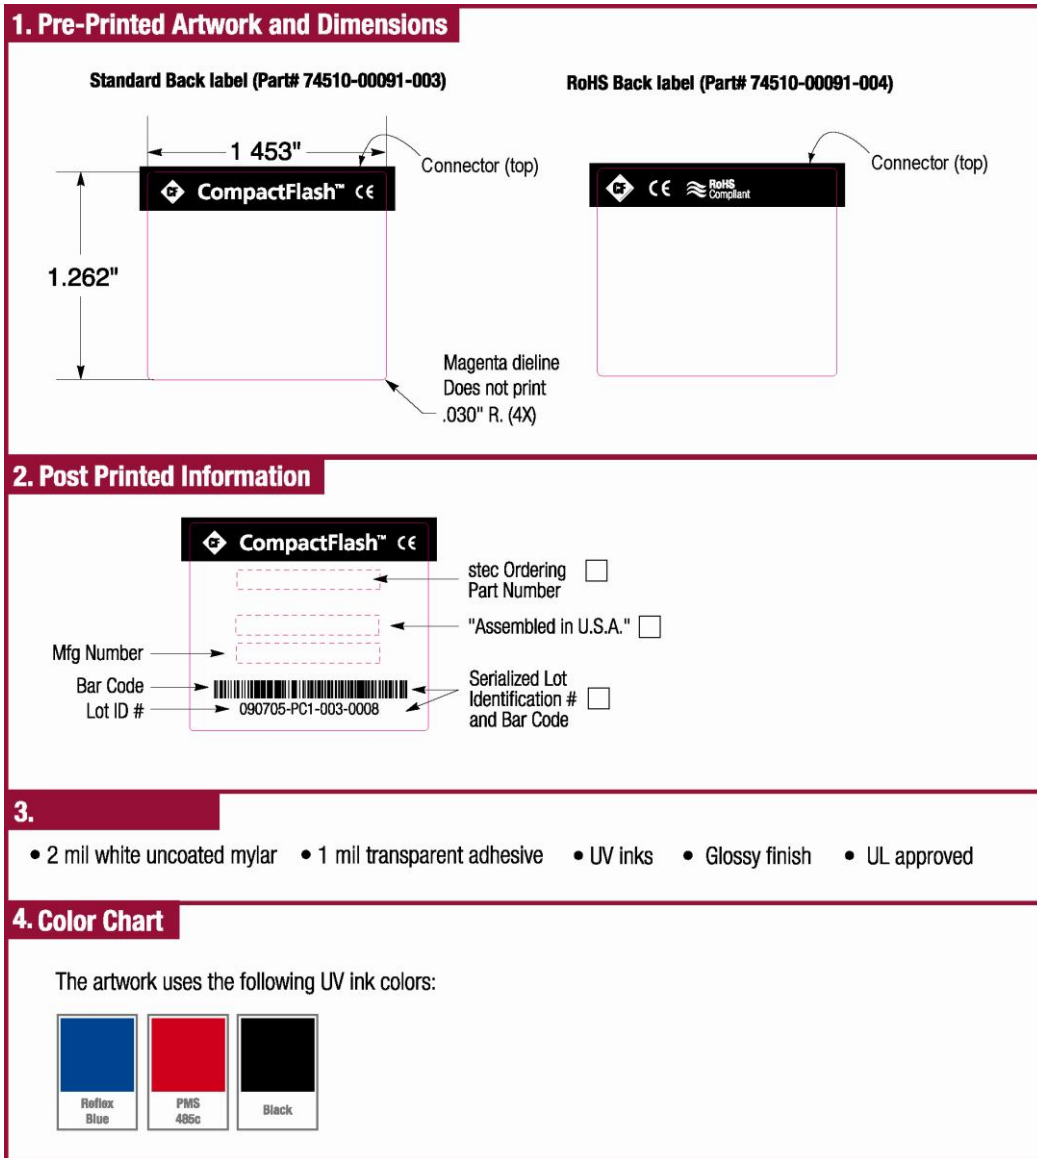 1. Pre-Printed Artwork and Dimensions
Standard Back label (Part# 74510-00091-003)
RoHS Back label (Part# 74510-00091-004)
1 453"
Connector (top)
Connector (top)
CF CompactFlash™ CE
CF CE RoHS
Compliant
1.262"
Magenta dieline
Does not print
.030" R. (4X)
2. Post Printed Information
CF CompactFlash™ CE
stec Ordering
Part Number
"Assembled in U.S.A."
Mfg Number
Bar Code
Lot ID #
090705-PC1-003-0008
Serialized Lot
Identification #
and Bar Code
3.
• 2 mil white uncoated mylar • 1 mil transparent adhesive • UV inks • Glossy finish • UL approved
4. Color Chart
The artwork uses the following UV ink colors:
Reflex
Blue
PMS
485c
Black